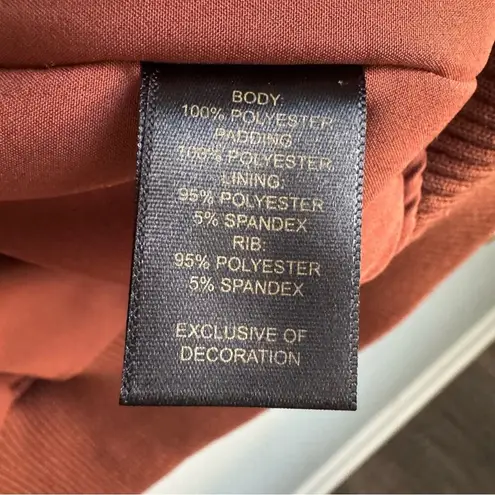 BODY:
100% POLYESTER
PADDING
100% POLYESTER
LINING:
95% POLYESTER
5% SPANDEX
RIB:
95% POLYESTER
5% SPANDEX
EXCLUSIVE OF
DECORATION